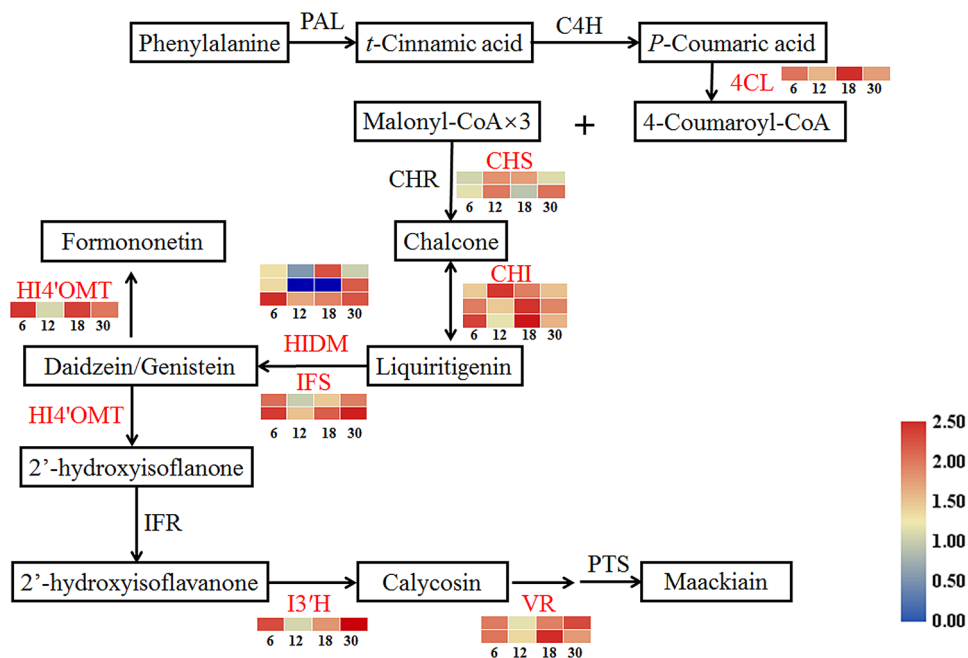 PAL
C4H
Phenylalanine
t-Cinnamic acid
P-Coumaric acid
4CL
6 12 18 30
Malonyl-CoA×3
+
4-Coumaroyl-CoA
CHS
CHR
6 12 18 30
Formononetin
Chalcone
HI4'OMT
6 12 18 30
6 12 18 30
CHI
6 12 18 30
HIDM
Daidzein/Genistein
Liquiritigenin
IFS
HI4'OMT
6 12 18 30
2’-hydroxyisoflanone
IFR
2’-hydroxyisoflavanone
Calycosin
PTS
Maackiain
I3'H
6 12 18 30
VR
6 12 18 30
2.50
2.00
1.50
1.00
0.50
0.00